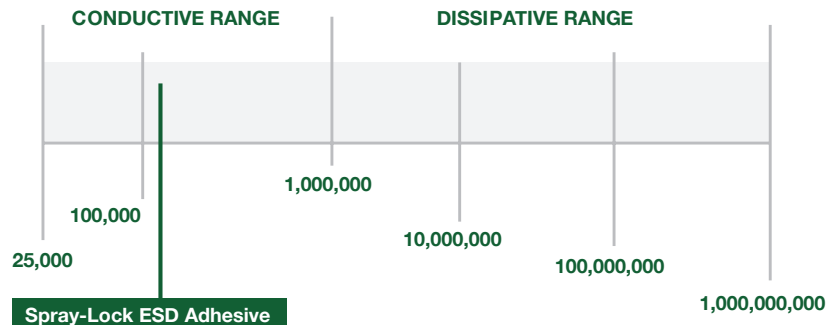 CONDUCTIVE RANGE
DISSIPATIVE RANGE
1,000,000
100,000
10,000,000
25,000
100,000,000
1,000,000,000
Spray-Lock ESD Adhesive